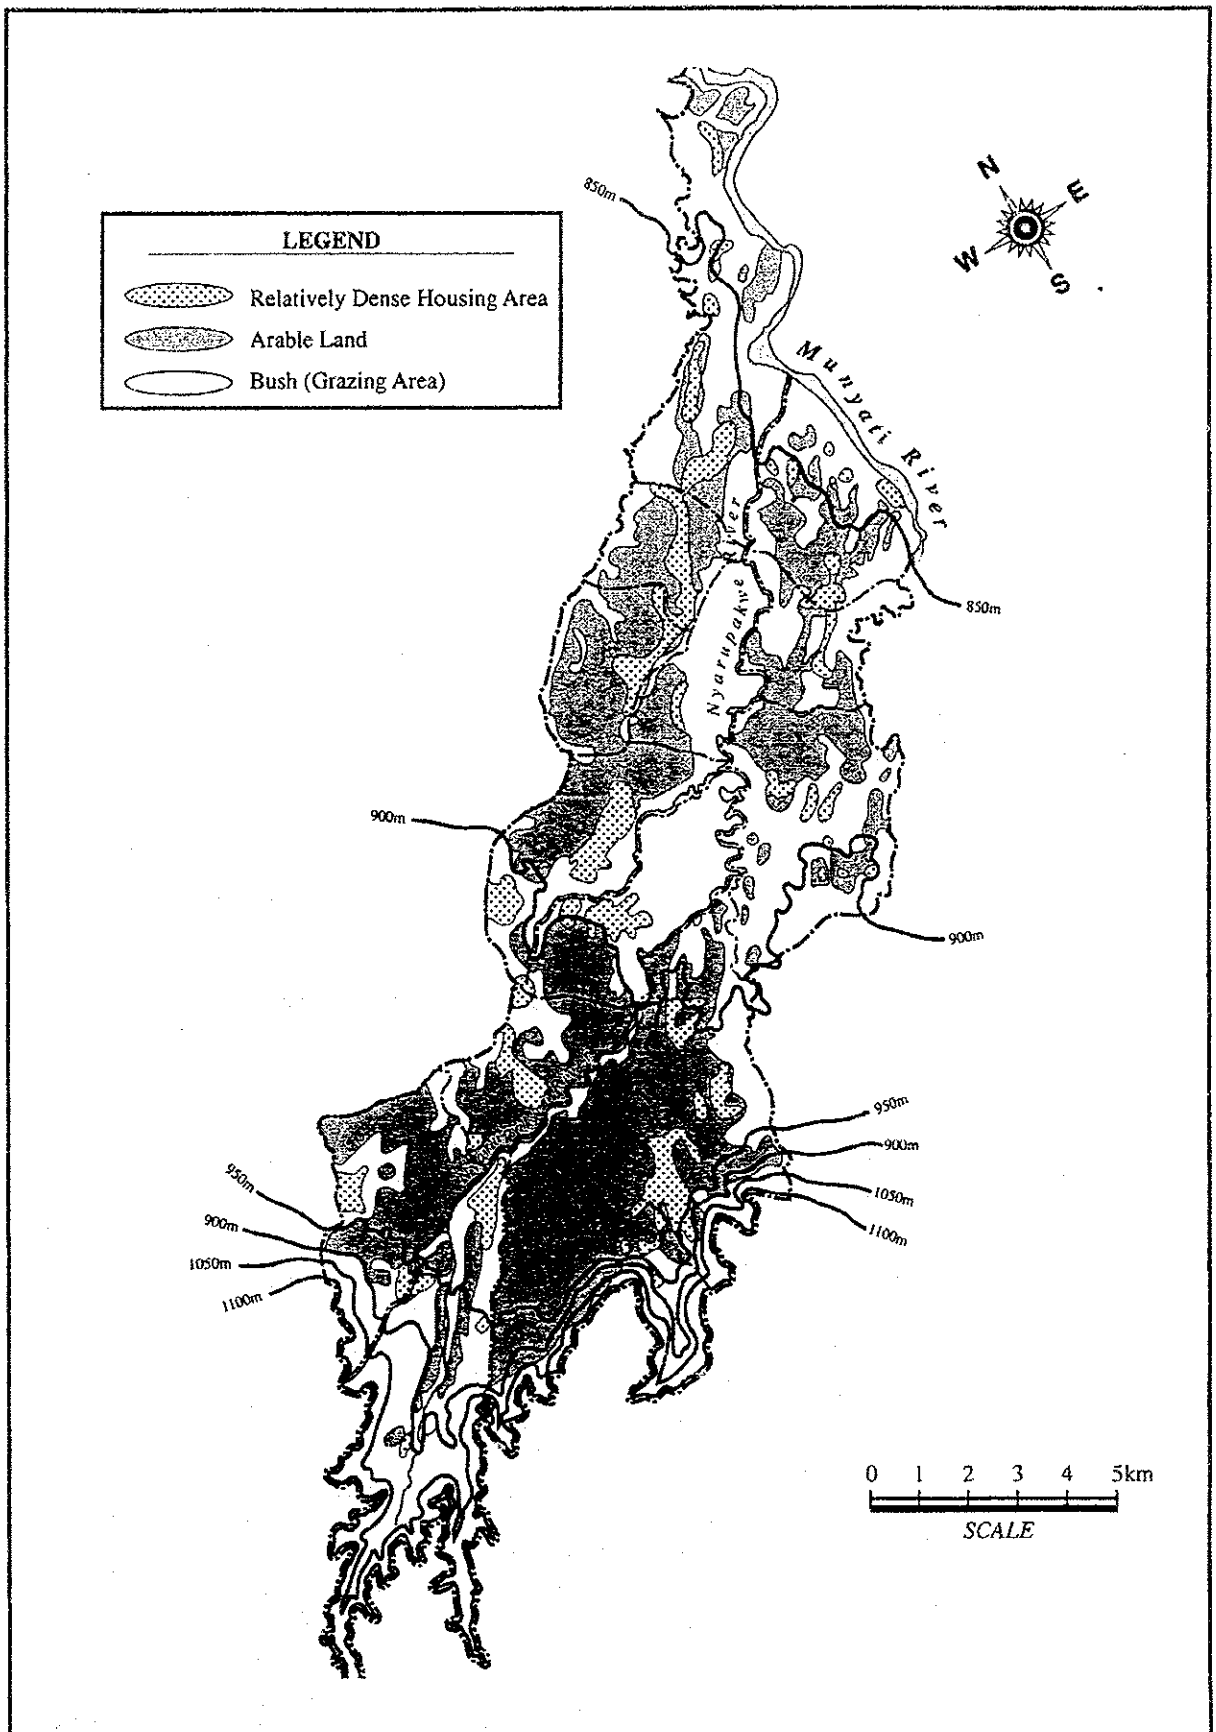 850m
N
E
W
S
LEGEND
Relatively Dense Housing Area
Arable Land
Bush (Grazing Area)
Munyati River
Nyarupakwe River
850m
900m
900m
950m
900m
1050m
1100m
950m
900m
1050m
1100m
0 1 2 3 4 5km
SCALE